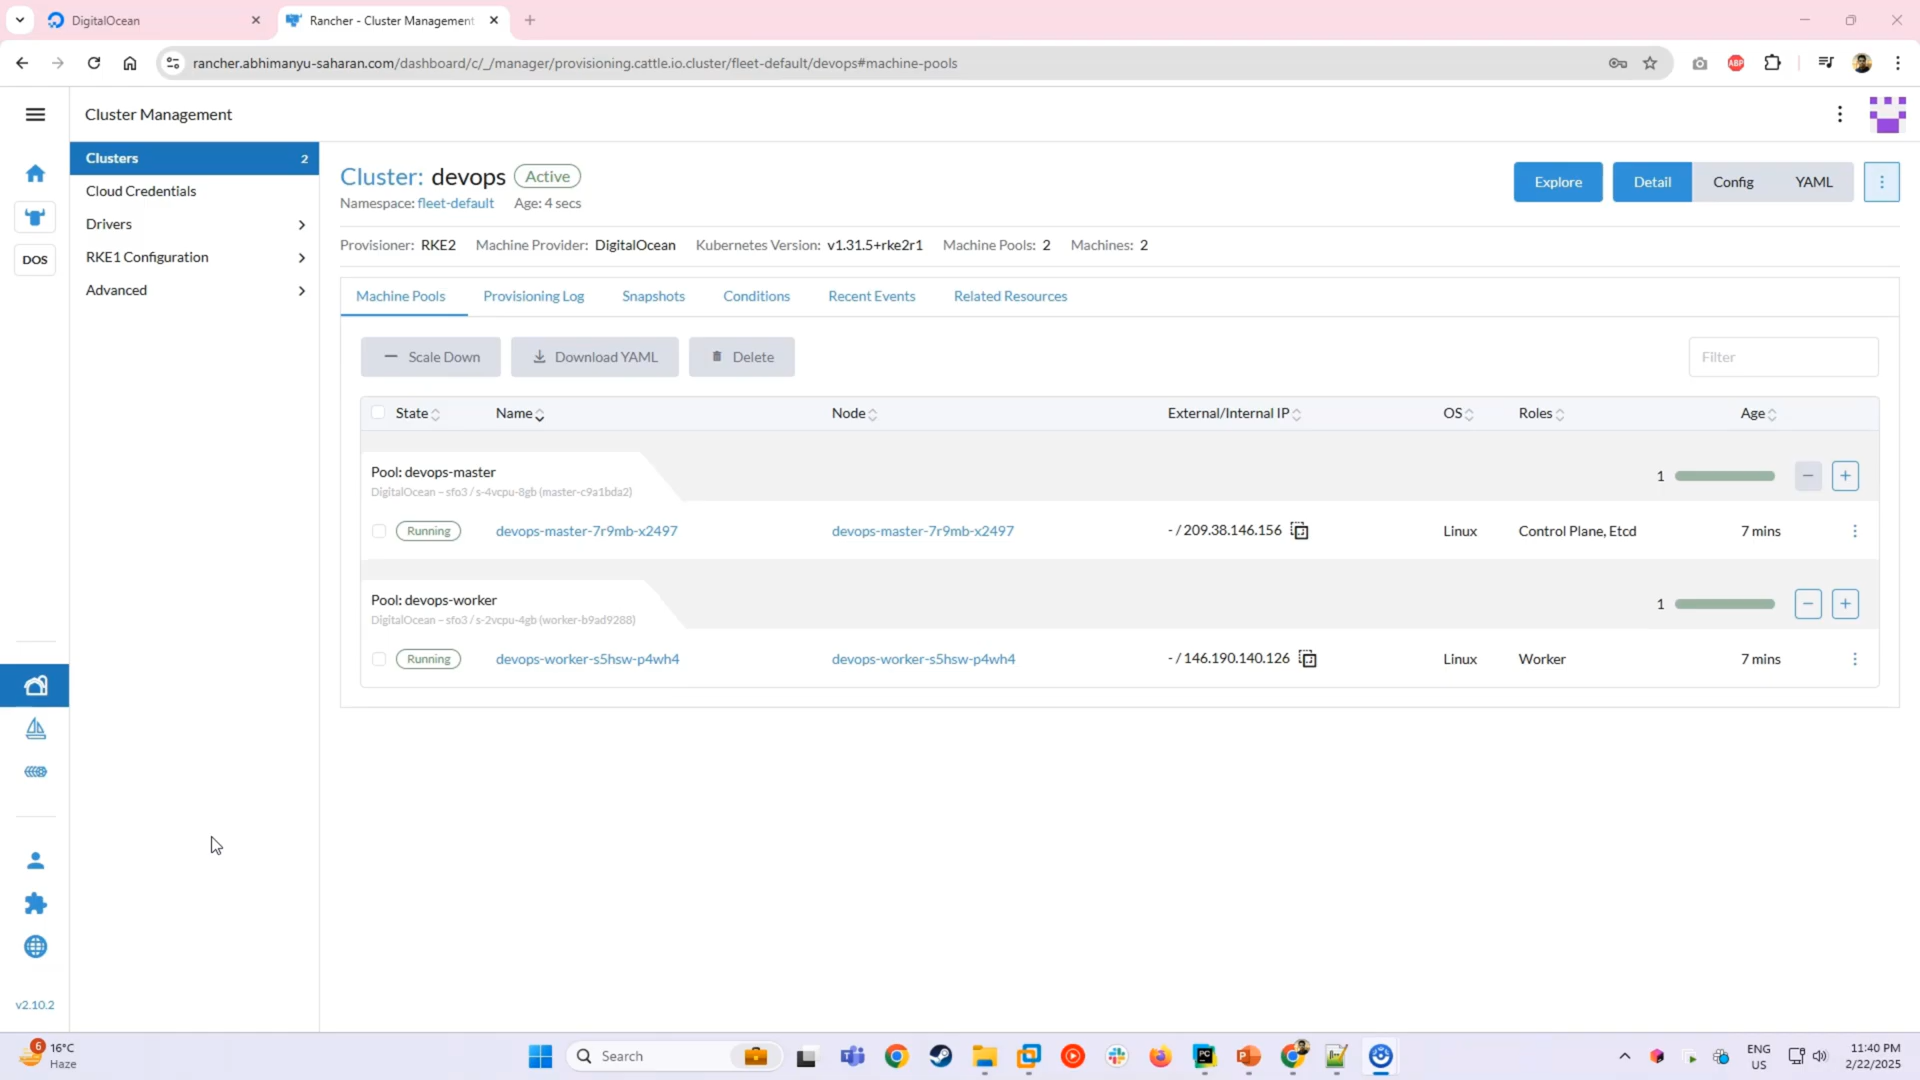 DigitalOcean
Rancher - Cluster Management
rancher.abhimanyu-saharan.com/dashboard/c/_/manager/provisioning.cattle.io.cluster/fleet-default/devops#machine-pools
ABP
Cluster Management
Clusters 2
Cloud Credentials
Drivers
RKE1 Configuration
Advanced
DOS
v2.10.2
Cluster: devops Active
Namespace: fleet-default Age: 4 secs
Explore Detail Config YAML
Provisioner: RKE2 Machine Provider: DigitalOcean Kubernetes Version: v1.31.5+rke2r1 Machine Pools: 2 Machines: 2
Machine Pools Provisioning Log Snapshots Conditions Recent Events Related Resources
Scale Down Download YAML Delete Filter
State Name Node External/Internal IP OS Roles Age
Pool: devops-master 1
DigitalOcean – sfo3 / s-4vcpu-8gb (master-c9a1bda2)
Running devops-master-7r9mb-x2497 devops-master-7r9mb-x2497 - / 209.38.146.156 Linux Control Plane, Etcd 7 mins
Pool: devops-worker 1
DigitalOcean – sfo3 / s-2vcpu-4gb (worker-b9ad9288)
Running devops-worker-s5hsw-p4wh4 devops-worker-s5hsw-p4wh4 - / 146.190.140.126 Linux Worker 7 mins
6 16°C
Haze
Search
PC
ENG
US
11:40 PM
2/22/2025